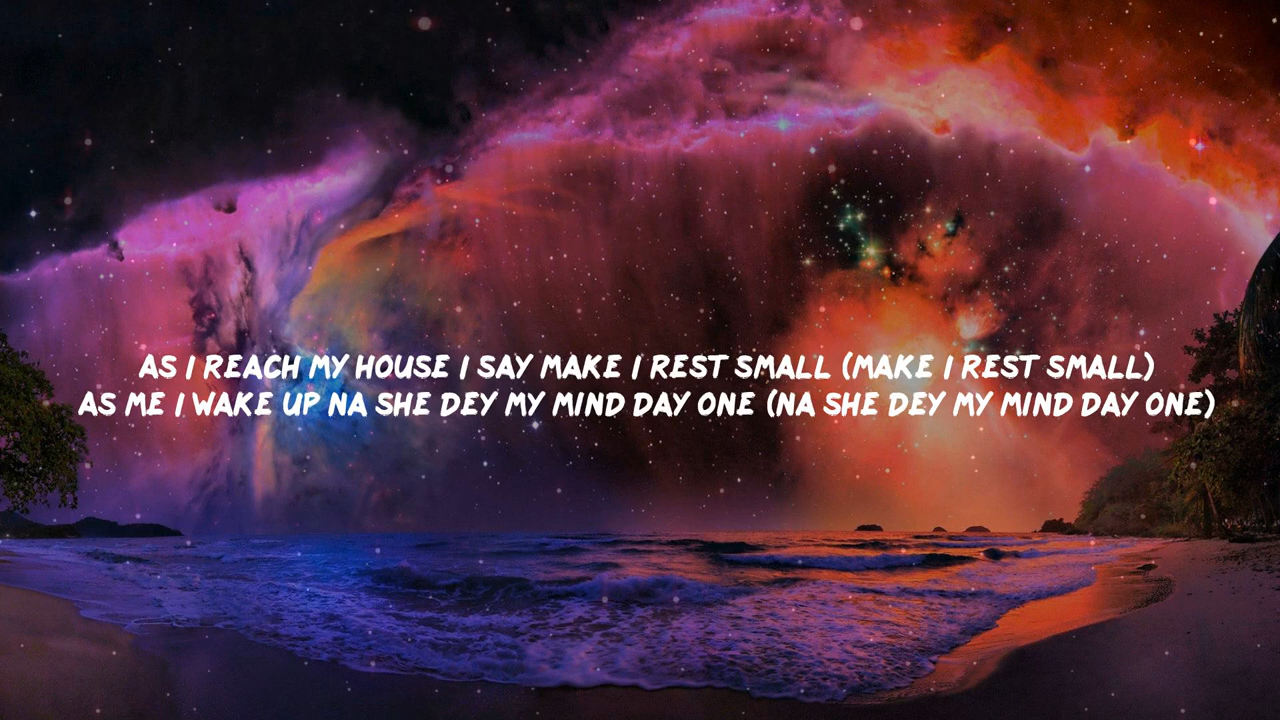 AS I REACH MY HOUSE I SAY MAKE I REST SMALL (MAKE I REST SMALL)
AS ME I WAKE UP NA SHE DEY MY MIND DAY ONE (NA SHE DEY MY MIND DAY ONE)